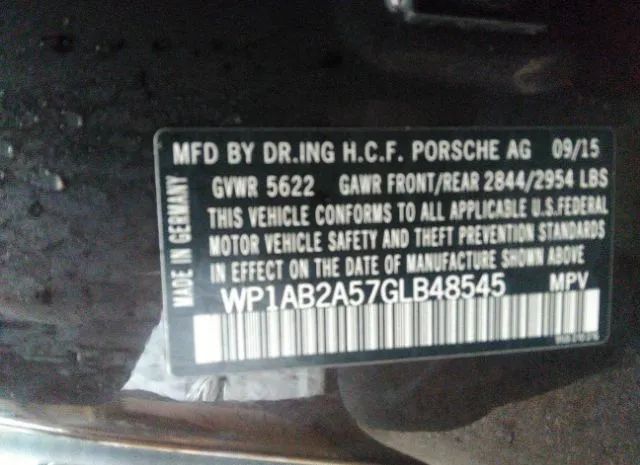 MFD BY DR.ING H.C.F. PORSCHE AG 09/15
GVWR 5622 GAWR FRONT/REAR 2844/2954 LBS
THIS VEHICLE CONFORMS TO ALL APPLICABLE U.S.FEDERAL
MOTOR VEHICLE SAFETY AND THEFT PREVENTION STANDARDS
IN EFFECT ON THE DATE OF MANUFACTURE SHOWN ABOVE.
WP1AB2A57GLB48545 MPV
MADE IN GERMANY